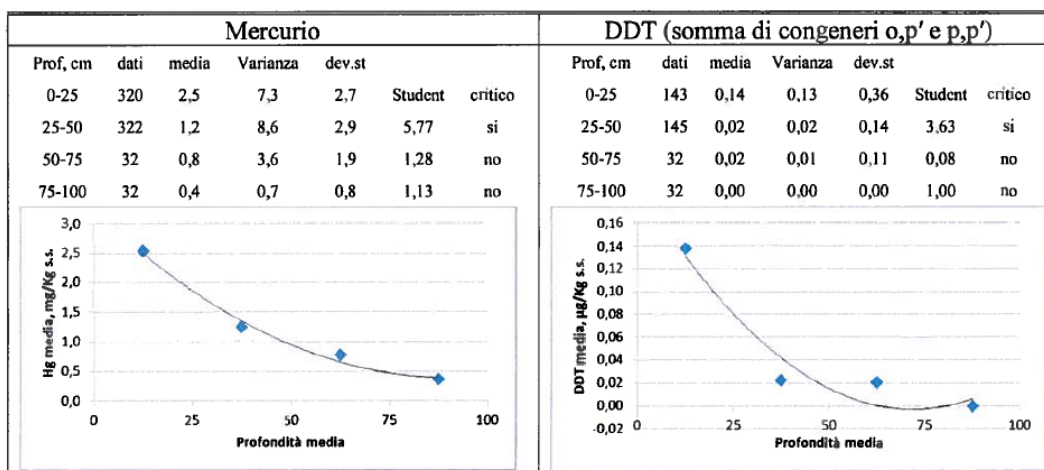 Mercurio
Prof, cm dati media Varianza dev.st
0-25 320 2,5 7,3 2,7 Student critico
25-50 322 1,2 8,6 2,9 5,77 si
50-75 32 0,8 3,6 1,9 1,28 no
75-100 32 0,4 0,7 0,8 1,13 no
3,0
2,5
2,0
1,5
1,0
0,5
0,0
Hg media, mg/Kg s.s.
0 25 50 75 100
Profondità media
DDT (somma di congeneri o,p' e p,p')
Prof, cm dati media Varianza dev.st
0-25 143 0,14 0,13 0,36 Student critico
25-50 145 0,02 0,02 0,14 3,63 si
50-75 32 0,02 0,01 0,11 0,08 no
75-100 32 0,00 0,00 0,00 1,00 no
0,16
0,14
0,12
0,10
0,08
0,06
0,04
0,02
0,00
-0,02
DDT media, µg/Kg s.s.
0 25 50 75 100
Profondità media